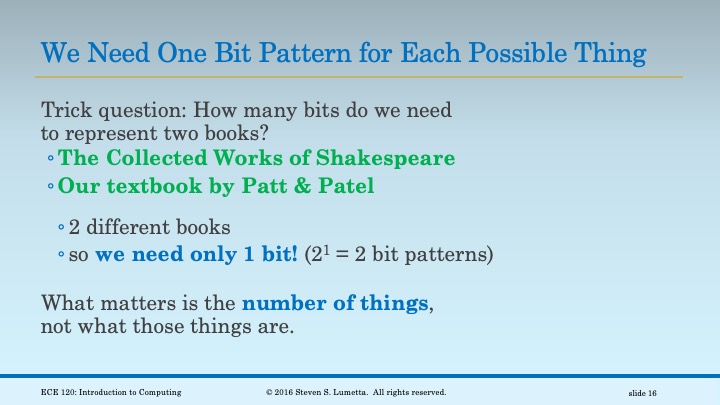 We Need One Bit Pattern for Each Possible Thing
Trick question: How many bits do we need
to represent two books?
◦The Collected Works of Shakespeare
◦Our textbook by Patt & Patel
◦2 different books
◦so we need only 1 bit! (2¹ = 2 bit patterns)
What matters is the number of things,
not what those things are.
ECE 120: Introduction to Computing © 2016 Steven S. Lumetta. All rights reserved. slide 16